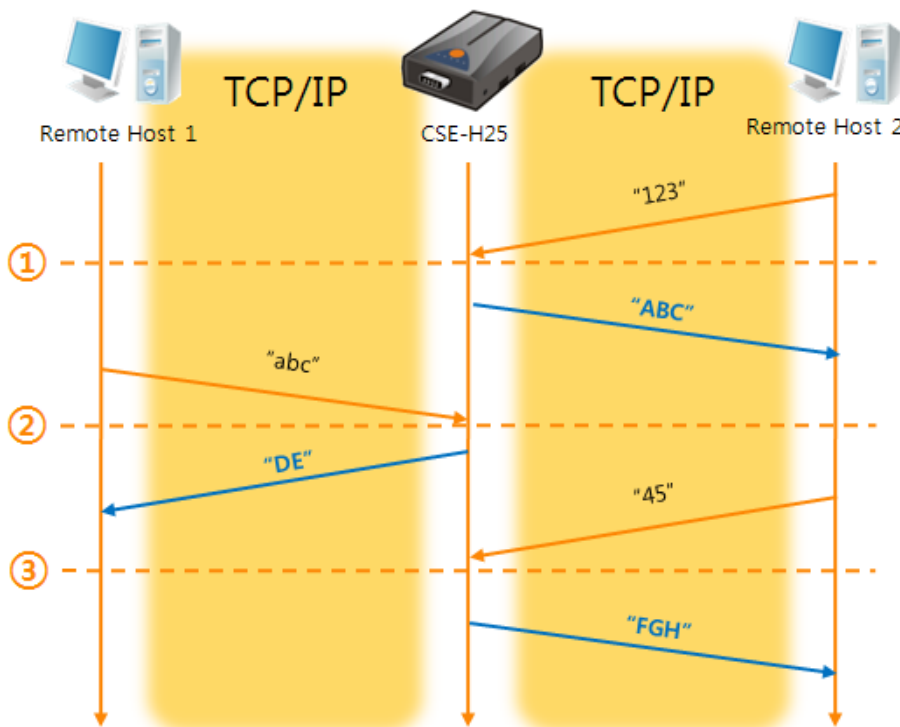 TCP/IP
TCP/IP
Remote Host 1
CSE-H25
Remote Host 2
"123"
①
"ABC"
"abc"
②
"DE"
"45"
③
"FGH"